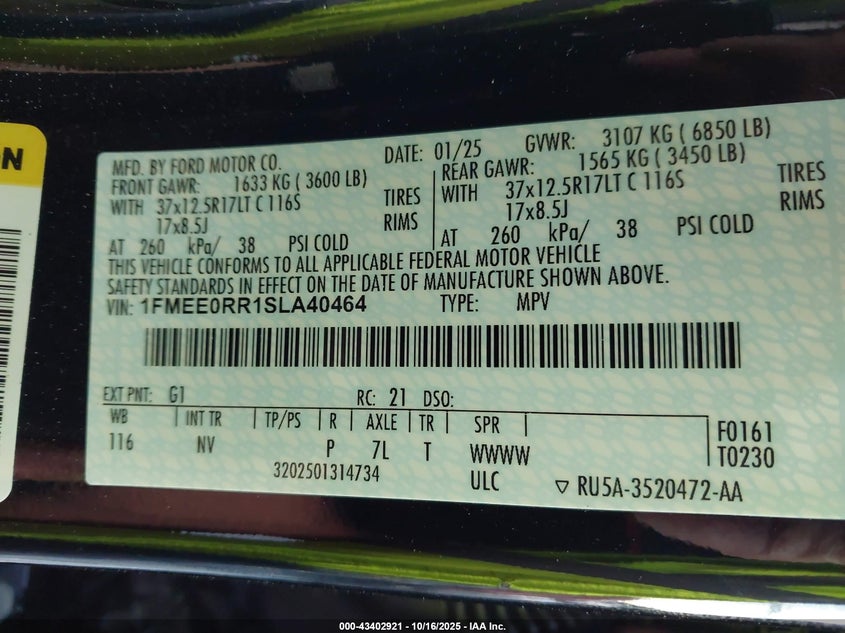 ON
MFD. BY FORD MOTOR CO. DATE: 01/25 GVWR: 3107 KG ( 6850 LB)
FRONT GAWR: 1633 KG ( 3600 LB) REAR GAWR: 1565 KG ( 3450 LB)
WITH 37x12.5R17LT C 116S TIRES WITH 37x12.5R17LT C 116S TIRES
17x8.5J RIMS 17x8.5J RIMS
AT 260 kPa/ 38 PSI COLD AT 260 kPa/ 38 PSI COLD
THIS VEHICLE CONFORMS TO ALL APPLICABLE FEDERAL MOTOR VEHICLE
SAFETY STANDARDS IN EFFECT ON THE DATE OF MANUFACTURE SHOWN ABOVE.
VIN: 1FMEE0RR1SLA40464 TYPE: MPV
EXT PNT: G1 RC: 21 DSO:
WB INT TR TP/PS R AXLE TR SPR
116 NV P 7L T WWWW
F0161
T0230
3202501314734 ULC ▽ RU5A-3520472-AA
000-43402921 | 10/16/2025 - IAA Inc.